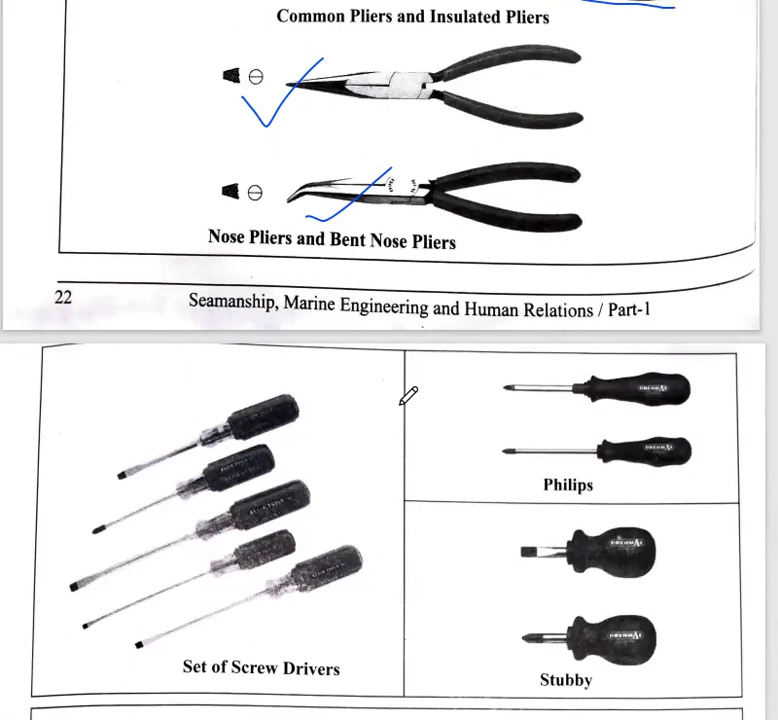 Common Pliers and Insulated Pliers
Nose Pliers and Bent Nose Pliers
22
Seamanship, Marine Engineering and Human Relations / Part-1
Philips
Set of Screw Drivers
Stubby